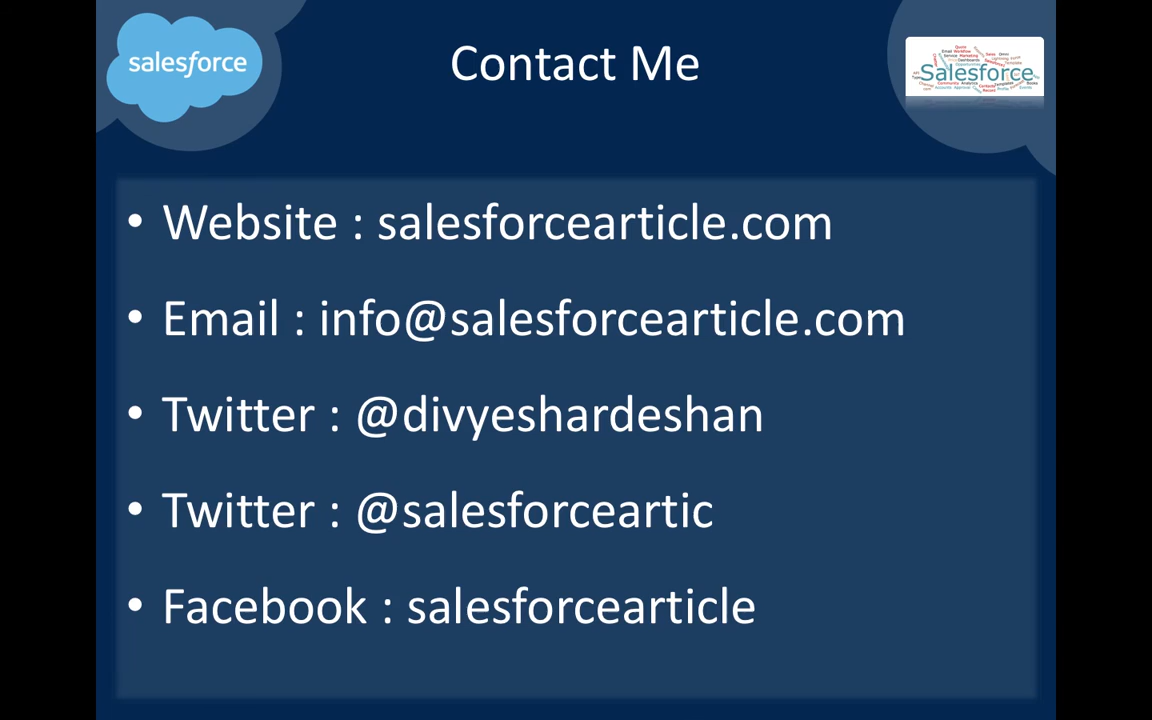 salesforce
Contact Me
Salesforce
• Website : salesforcearticle.com
• Email : info@salesforcearticle.com
• Twitter : @divyeshardeshan
• Twitter : @salesforceartic
• Facebook : salesforcearticle